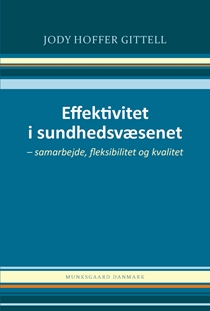 JODY HOFFER GITTELL
Effektivitet
i sundhedsvæsenet
– samarbejde, fleksibilitet og kvalitet
MUNKSGAARD DANMARK